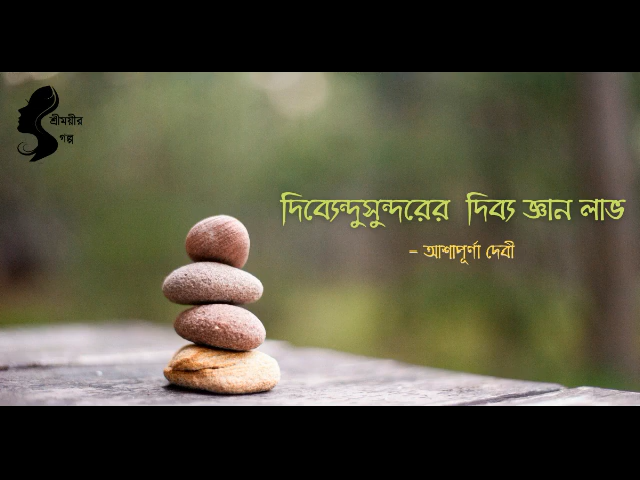 শ্রীময়ীর
গল্প
দিব্যেন্দুসুন্দরের দিব্য জ্ঞান লাভ
= আশাপূর্ণা দেবী